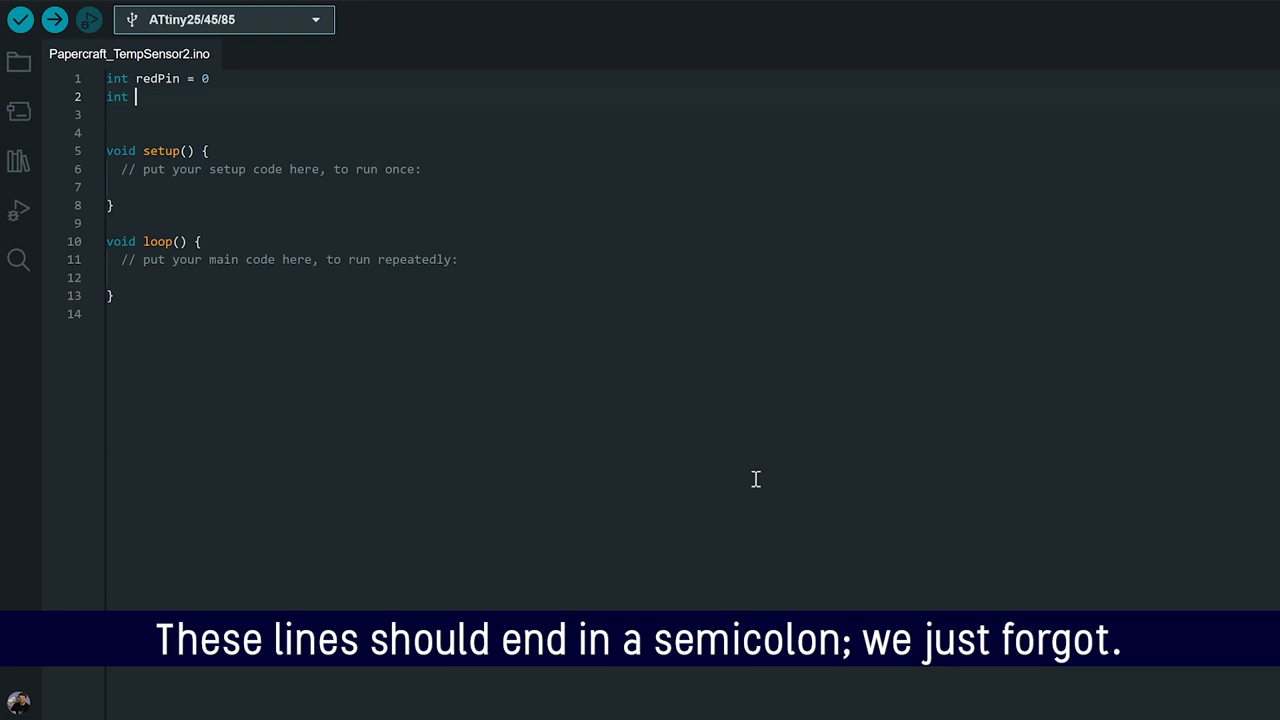 ATtiny25/45/85
Papercraft_TempSensor2.ino
1 int redPin = 0
2 int
3
4
5 void setup() {
6 // put your setup code here, to run once:
7
8 }
9
10 void loop() {
11 // put your main code here, to run repeatedly:
12
13 }
14
These lines should end in a semicolon; we just forgot.